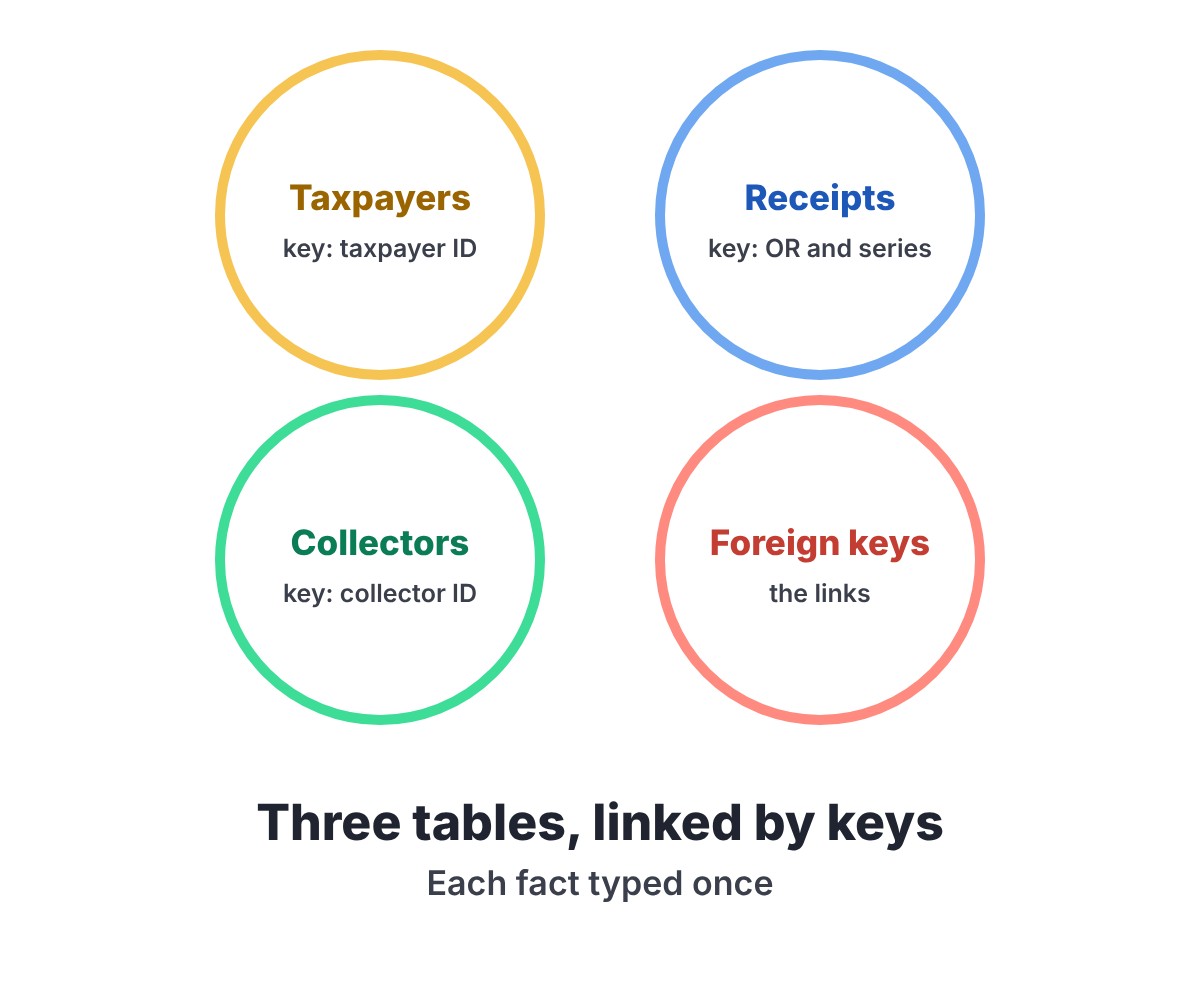 Taxpayers
key: taxpayer ID
Receipts
key: OR and series
Collectors
key: collector ID
Foreign keys
the links
Three tables, linked by keys
Each fact typed once